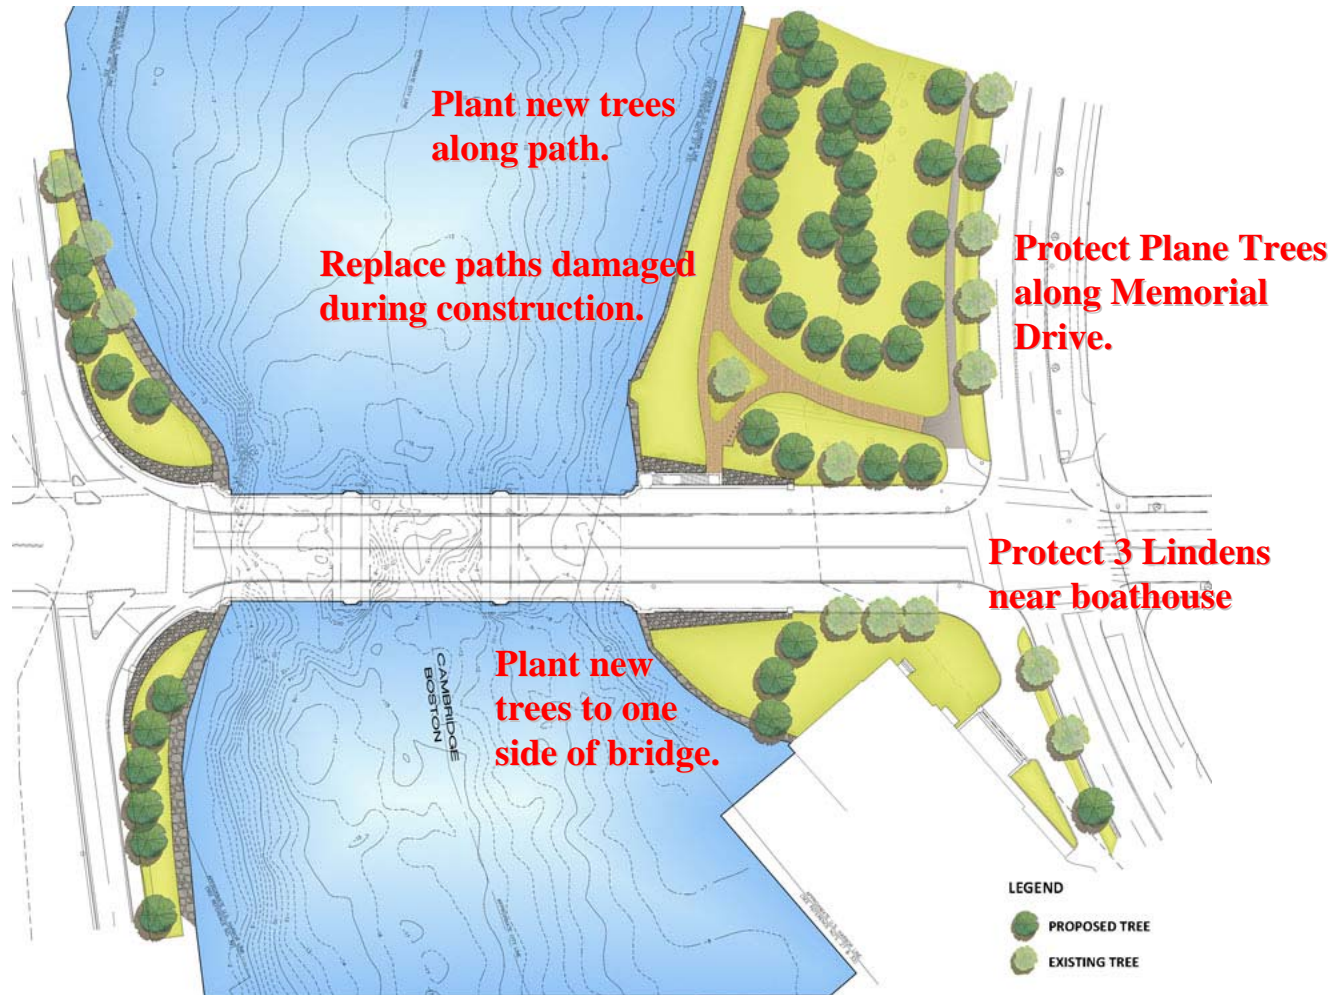 Plant new trees
along path.
Replace paths damaged
during construction.
Protect Plane Trees
along Memorial
Drive.
Protect 3 Lindens
near boathouse
Plant new
trees to one
side of bridge.
CAMBRIDGE
BOSTON
LEGEND
PROPOSED TREE
EXISTING TREE